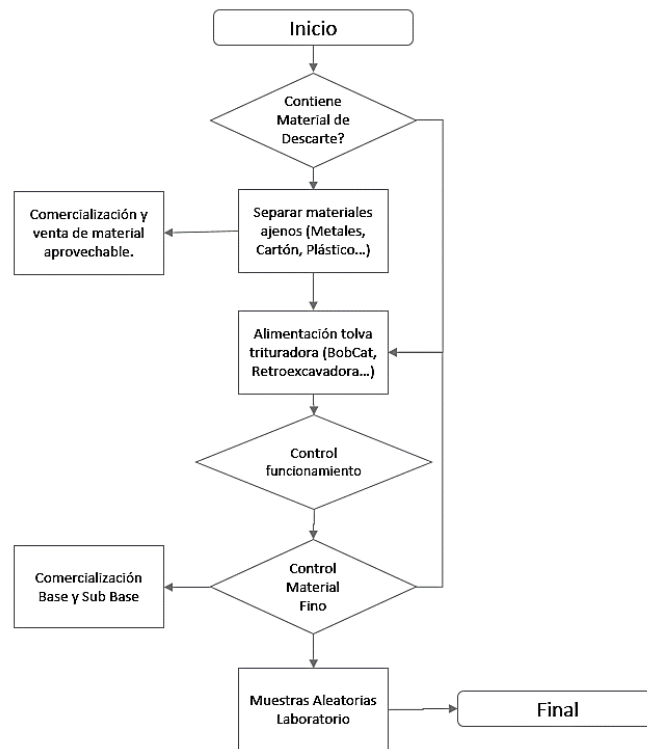 Inicio
Contiene
Material de
Descarte?
Comercialización y
venta de material
aprovechable.
Separar materiales
ajenos (Metales,
Cartón, Plástico...)
Alimentación tolva
trituradora (BobCat,
Retroexcavadora...)
Control
funcionamiento
Comercialización
Base y Sub Base
Control
Material
Fino
Muestras Aleatorias
Laboratorio
Final